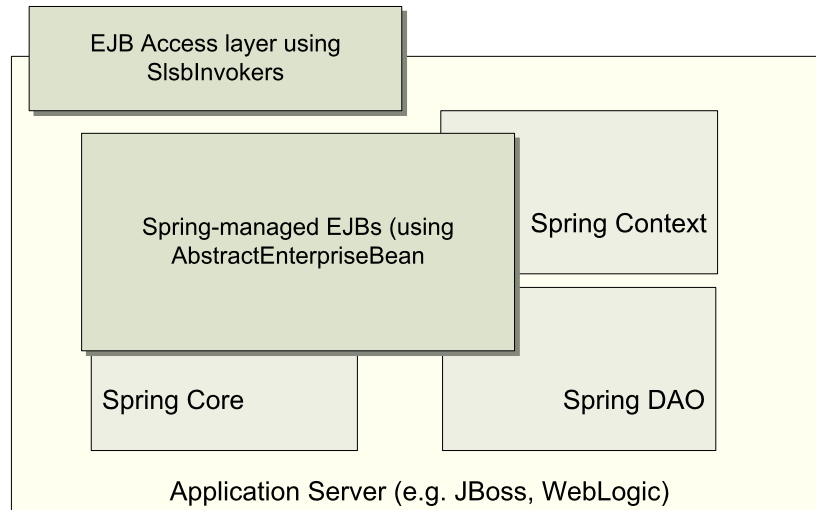 EJB Access layer using
SlsbInvokers
Spring-managed EJBs (using
AbstractEnterpriseBean
Spring Context
Spring Core
Spring DAO
Application Server (e.g. JBoss, WebLogic)